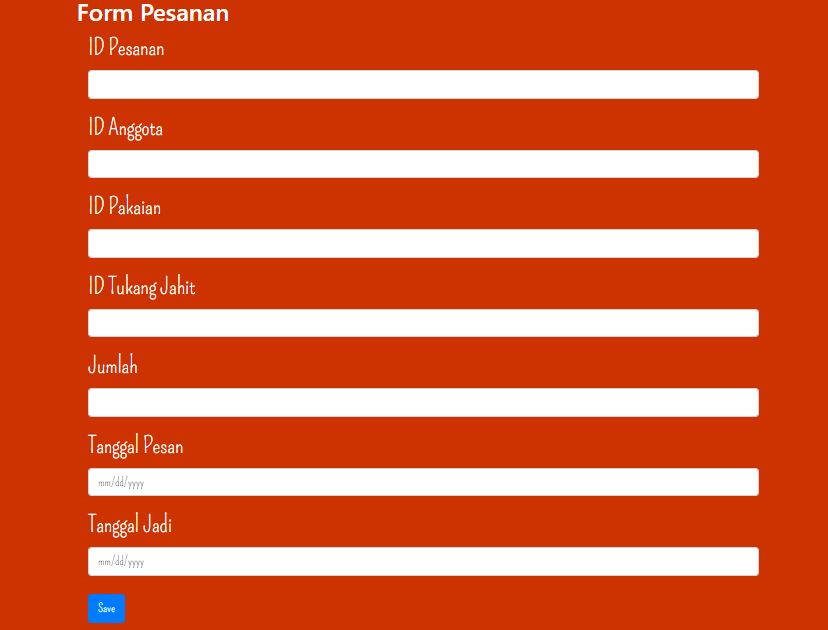 Form Pesanan
ID Pesanan
ID Anggota
ID Pakaian
ID Tukang Jahit
Jumlah
Tanggal Pesan
mm/dd/yyyy
Tanggal Jadi
mm/dd/yyyy
Save